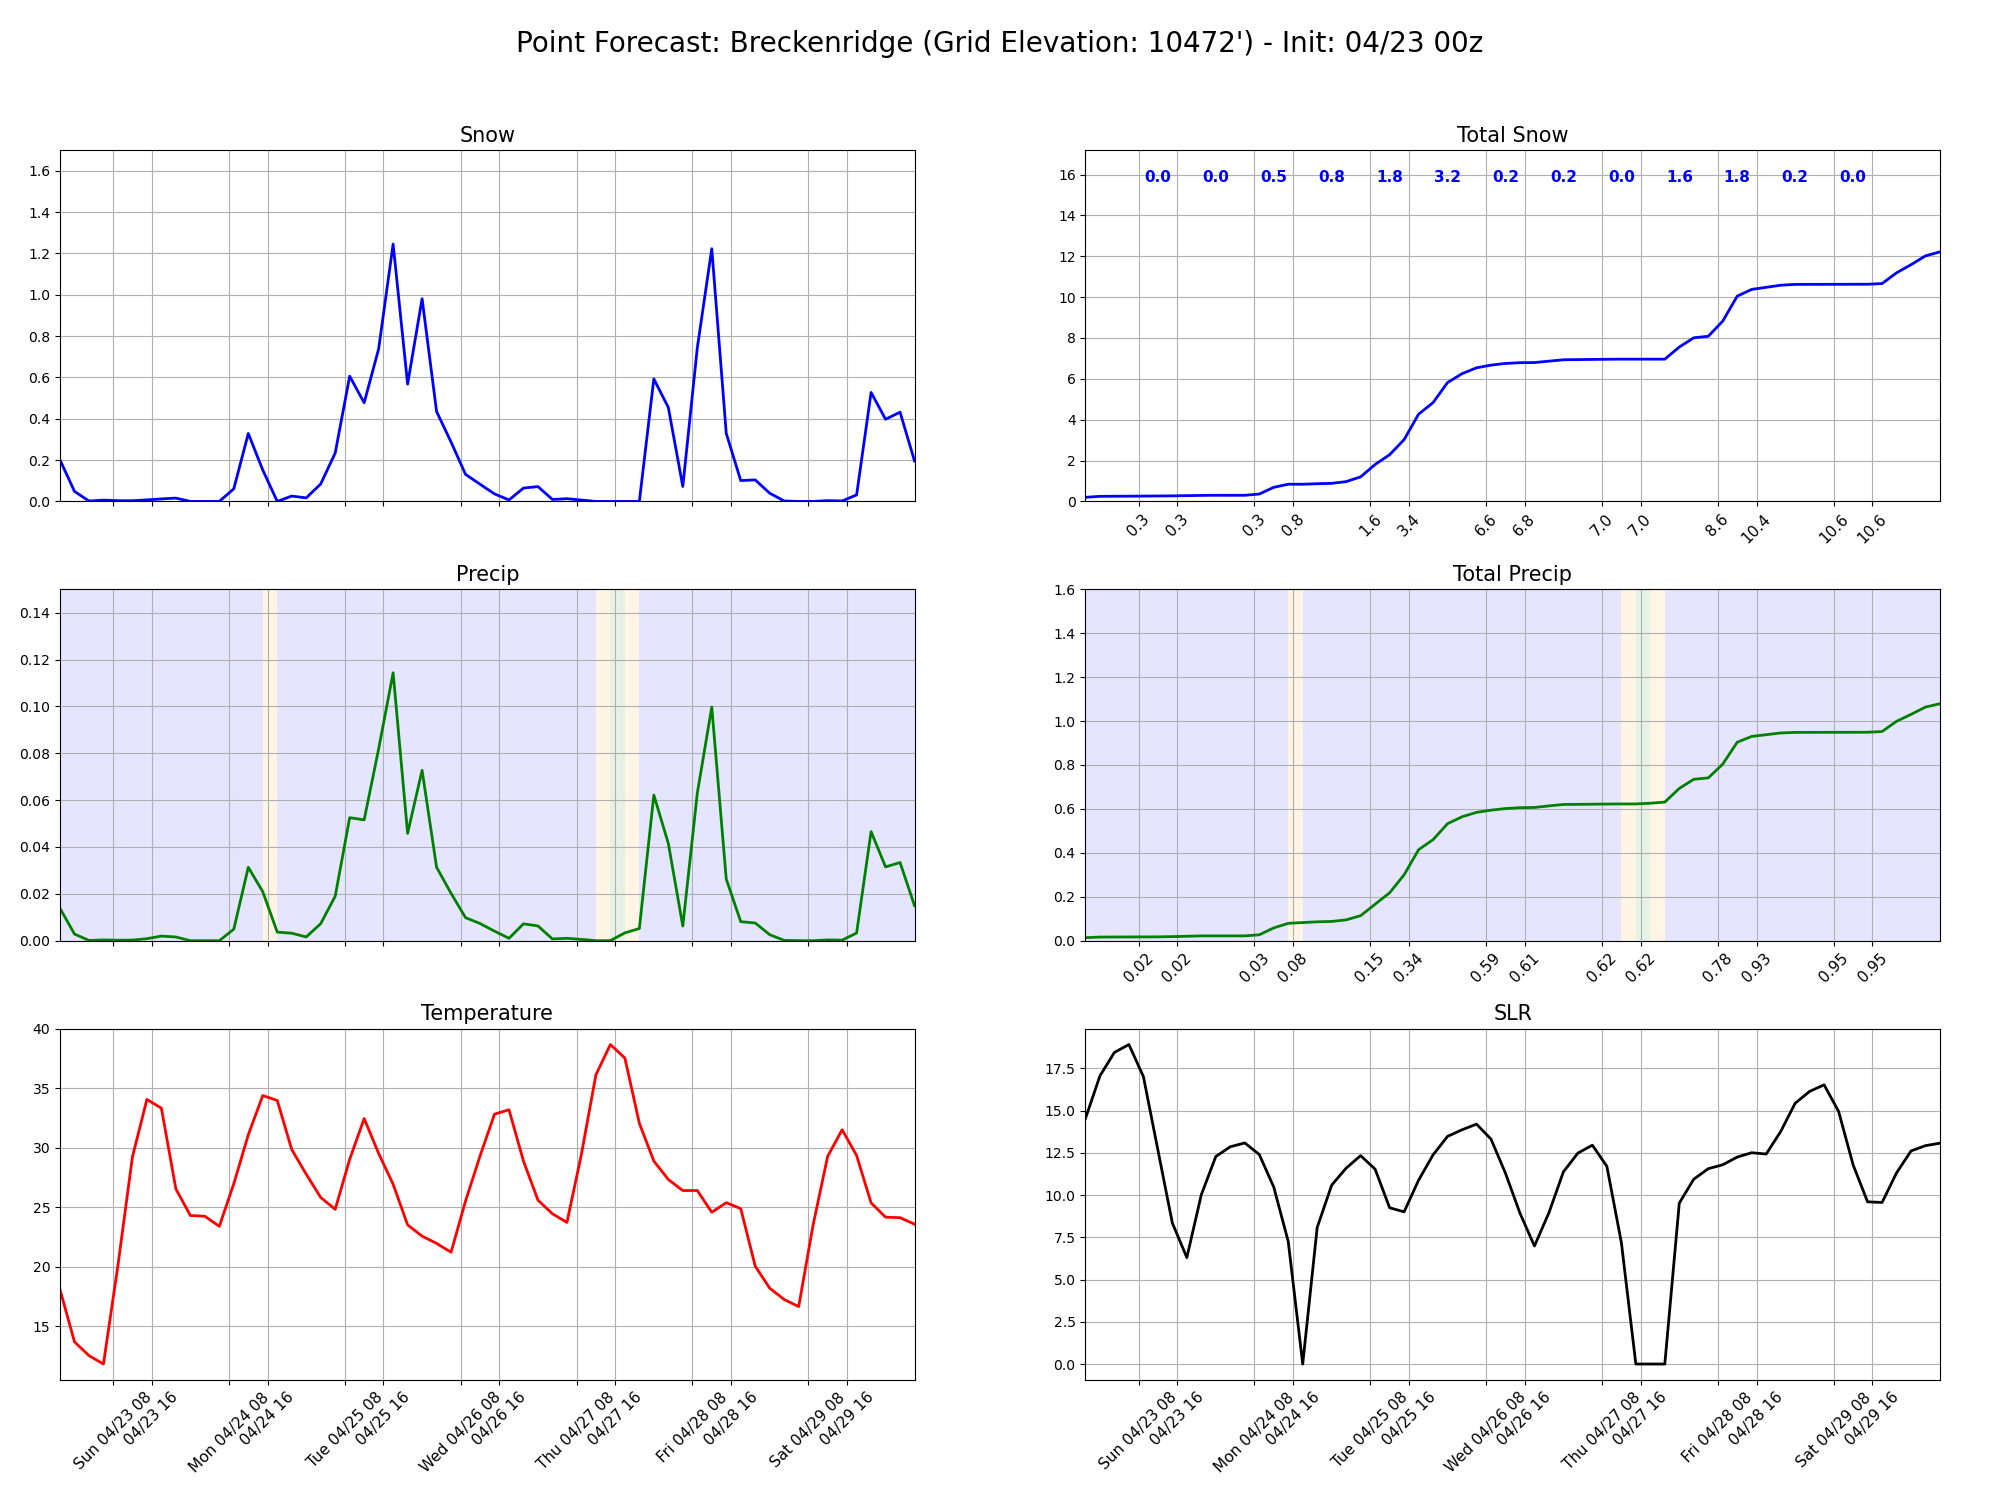 Point Forecast: Breckenridge (Grid Elevation: 10472') - Init: 04/23 00z
Snow
1.6
1.4
1.2
1.0
0.8
0.6
0.4
0.2
0.0
Total Snow
0.0 0.0 0.5 0.8 1.8 3.2 0.2 0.2 0.0 1.6 1.8 0.2 0.0
16
14
12
10
8
6
4
2
0
0.3 0.3 0.3 0.8 1.6 3.4 6.6 6.8 7.0 7.0 8.6 10.4 10.6 10.6
Precip
0.14
0.12
0.10
0.08
0.06
0.04
0.02
0.00
Total Precip
1.6
1.4
1.2
1.0
0.8
0.6
0.4
0.2
0.0
0.02 0.02 0.03 0.08 0.15 0.34 0.59 0.61 0.62 0.62 0.78 0.93 0.95 0.95
Temperature
40
35
30
25
20
15
Sun 04/23 08
04/23 16
Mon 04/24 08
04/24 16
Tue 04/25 08
04/25 16
Wed 04/26 08
04/26 16
Thu 04/27 08
04/27 16
Fri 04/28 08
04/28 16
Sat 04/29 08
04/29 16
SLR
17.5
15.0
12.5
10.0
7.5
5.0
2.5
0.0
Sun 04/23 08
04/23 16
Mon 04/24 08
04/24 16
Tue 04/25 08
04/25 16
Wed 04/26 08
04/26 16
Thu 04/27 08
04/27 16
Fri 04/28 08
04/28 16
Sat 04/29 08
04/29 16